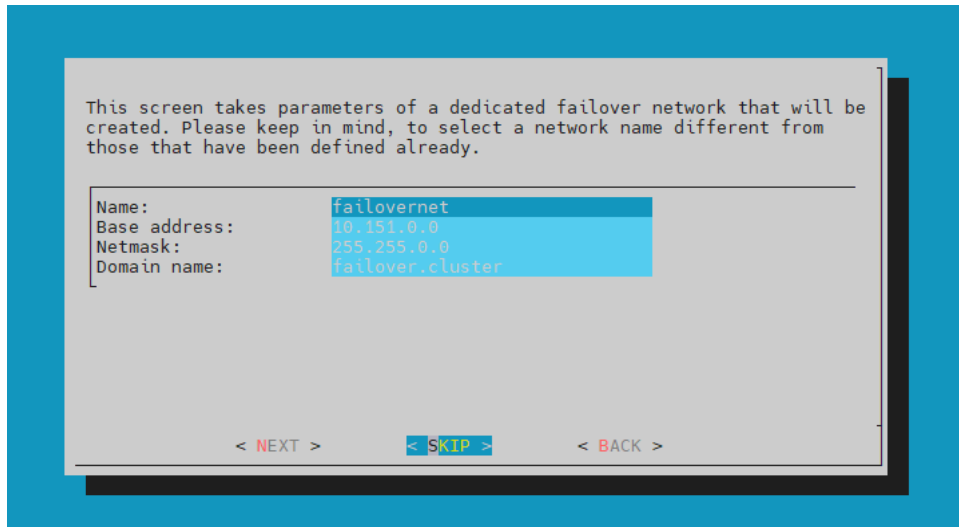 This screen takes parameters of a dedicated failover network that will be
created. Please keep in mind, to select a network name different from
those that have been defined already.
Name: failovernet
Base address: 10.151.0.0
Netmask: 255.255.0.0
Domain name: failover.cluster
< NEXT > < SKIP > < BACK >